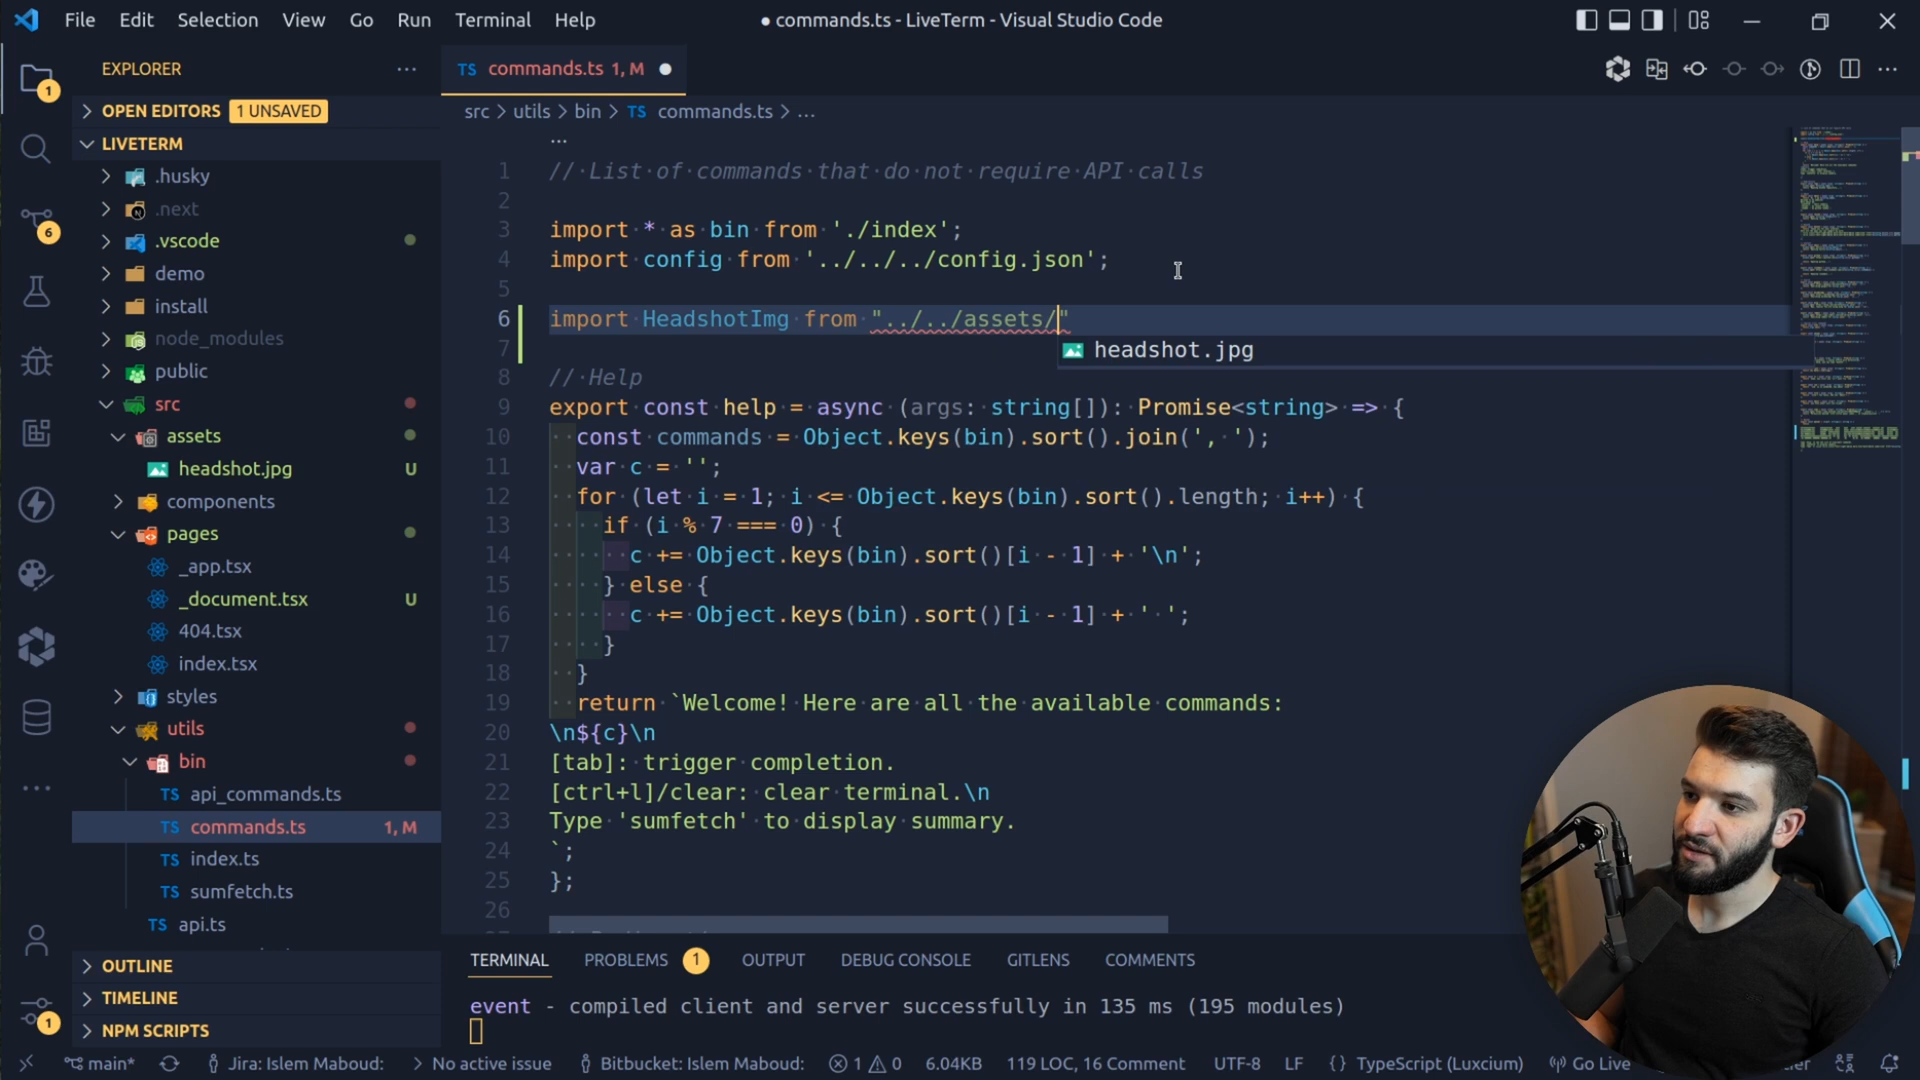 File Edit Selection View Go Run Terminal Help
● commands.ts - LiveTerm - Visual Studio Code
EXPLORER ...
TS commands.ts 1, M ●
OPEN EDITORS 1 UNSAVED
LIVETERM
.husky
.next
.vscode
demo
install
node_modules
public
src
assets
headshot.jpg U
components
pages
_app.tsx
_document.tsx U
404.tsx
index.tsx
styles
utils
bin
TS api_commands.ts
TS commands.ts 1, M
TS index.ts
TS sumfetch.ts
TS api.ts
OUTLINE
TIMELINE
NPM SCRIPTS
1
6
1
src > utils > bin > TS commands.ts > ...
...
1 // List of commands that do not require API calls
2
3 import * as bin from './index';
4 import config from '../../../config.json';
5
6 import HeadshotImg from "../../assets/"
headshot.jpg
7
8 // Help
9 export const help = async (args: string[]): Promise<string> => {
10 const commands = Object.keys(bin).sort().join(', ');
11 var c = '';
12 for (let i = 1; i <= Object.keys(bin).sort().length; i++) {
13 if (i % 7 === 0) {
14 c += Object.keys(bin).sort()[i - 1] + '\n';
15 } else {
16 c += Object.keys(bin).sort()[i - 1] + ' ';
17 }
18 }
19 return `Welcome! Here are all the available commands:
20 \n${c}\n
21 [tab]: trigger completion.
22 [ctrl+l]/clear: clear terminal.\n
23 Type 'sumfetch' to display summary.
24 `;
25 };
26
ISLEM MABOUD
TERMINAL PROBLEMS 1 OUTPUT DEBUG CONSOLE GITLENS COMMENTS
event - compiled client and server successfully in 135 ms (195 modules)
main* Jira: Islem Maboud: > No active issue Bitbucket: Islem Maboud: 1 0 6.04KB 119 LOC, 16 Comment UTF-8 LF {} TypeScript (Luxcium) Go Live